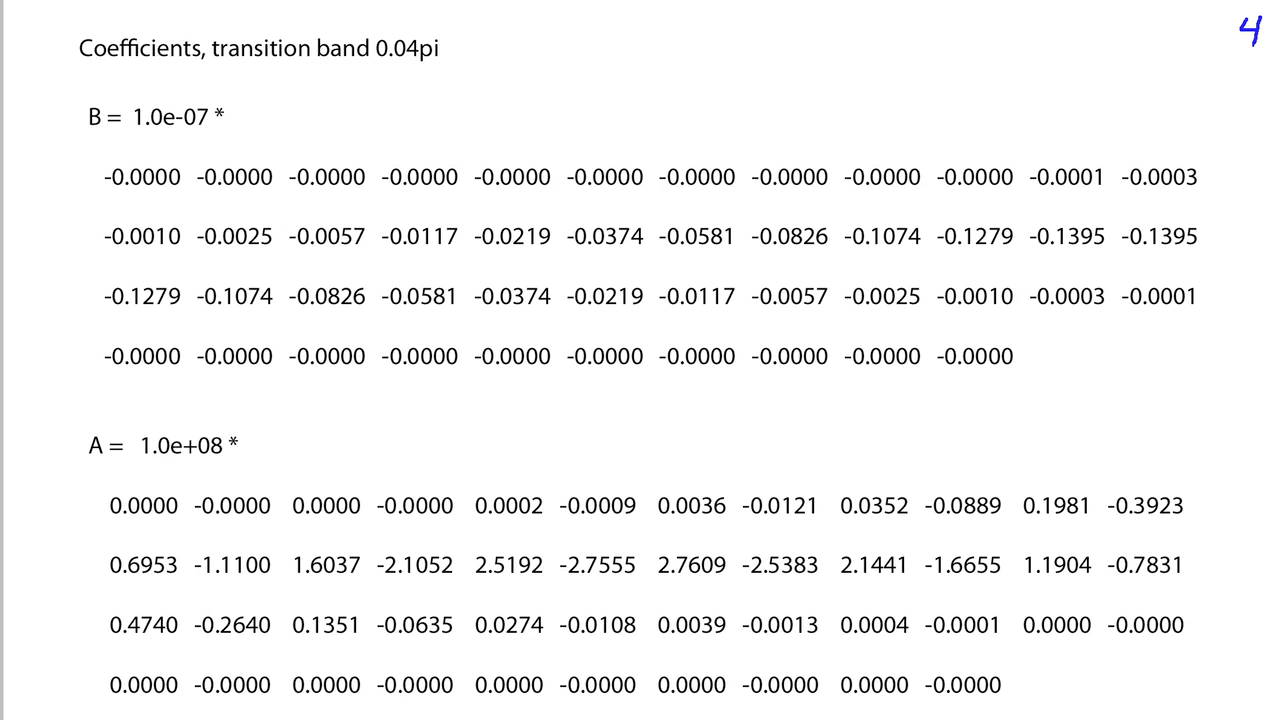 4
Coefficients, transition band 0.04pi
B = 1.0e-07 *
-0.0000 -0.0000 -0.0000 -0.0000 -0.0000 -0.0000 -0.0000 -0.0000 -0.0000 -0.0000 -0.0001 -0.0003
-0.0010 -0.0025 -0.0057 -0.0117 -0.0219 -0.0374 -0.0581 -0.0826 -0.1074 -0.1279 -0.1395 -0.1395
-0.1279 -0.1074 -0.0826 -0.0581 -0.0374 -0.0219 -0.0117 -0.0057 -0.0025 -0.0010 -0.0003 -0.0001
-0.0000 -0.0000 -0.0000 -0.0000 -0.0000 -0.0000 -0.0000 -0.0000 -0.0000 -0.0000
A = 1.0e+08 *
0.0000 -0.0000 0.0000 -0.0000 0.0002 -0.0009 0.0036 -0.0121 0.0352 -0.0889 0.1981 -0.3923
0.6953 -1.1100 1.6037 -2.1052 2.5192 -2.7555 2.7609 -2.5383 2.1441 -1.6655 1.1904 -0.7831
0.4740 -0.2640 0.1351 -0.0635 0.0274 -0.0108 0.0039 -0.0013 0.0004 -0.0001 0.0000 -0.0000
0.0000 -0.0000 0.0000 -0.0000 0.0000 -0.0000 0.0000 -0.0000 0.0000 -0.0000